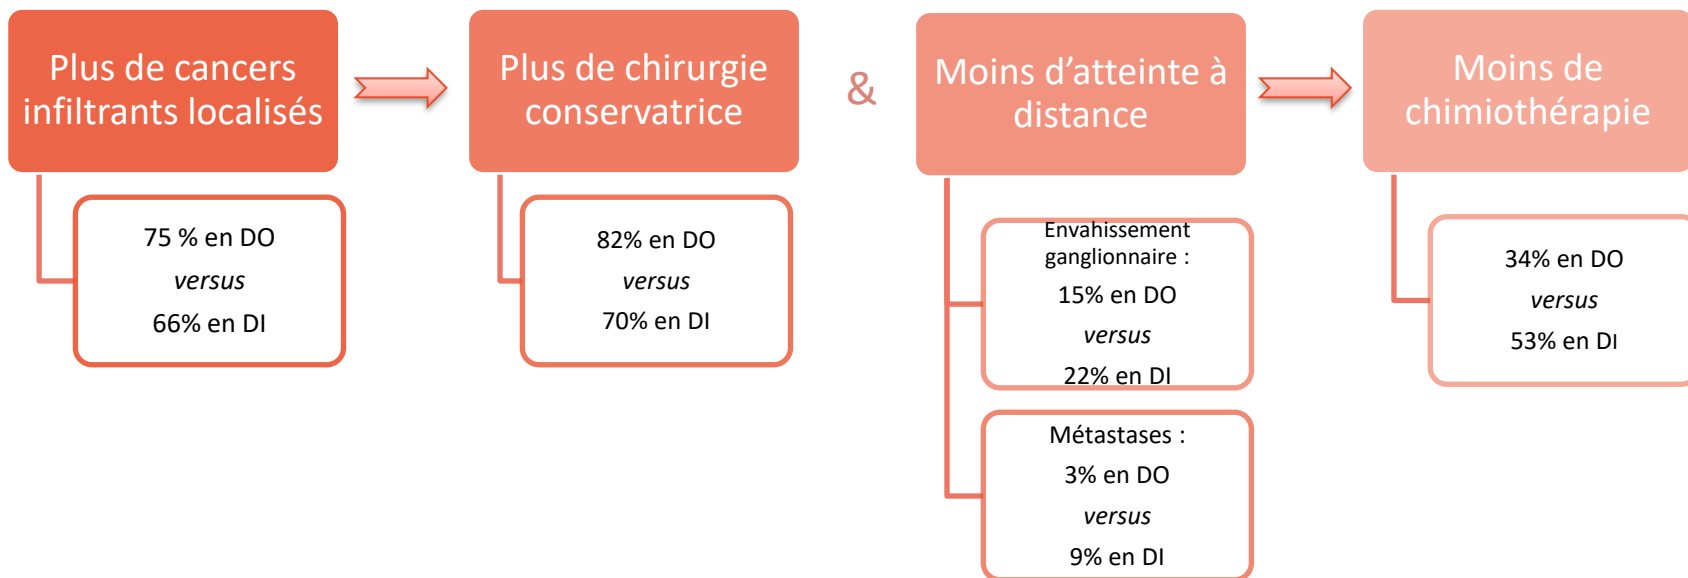 Plus de cancers
infiltrants localisés
75 % en DO
versus
66% en DI
Plus de chirurgie
conservatrice
82% en DO
versus
70% en DI
&
Moins d’atteinte à
distance
Envahissement
ganglionnaire :
15% en DO
versus
22% en DI
Métastases :
3% en DO
versus
9% en DI
Moins de
chimiothérapie
34% en DO
versus
53% en DI